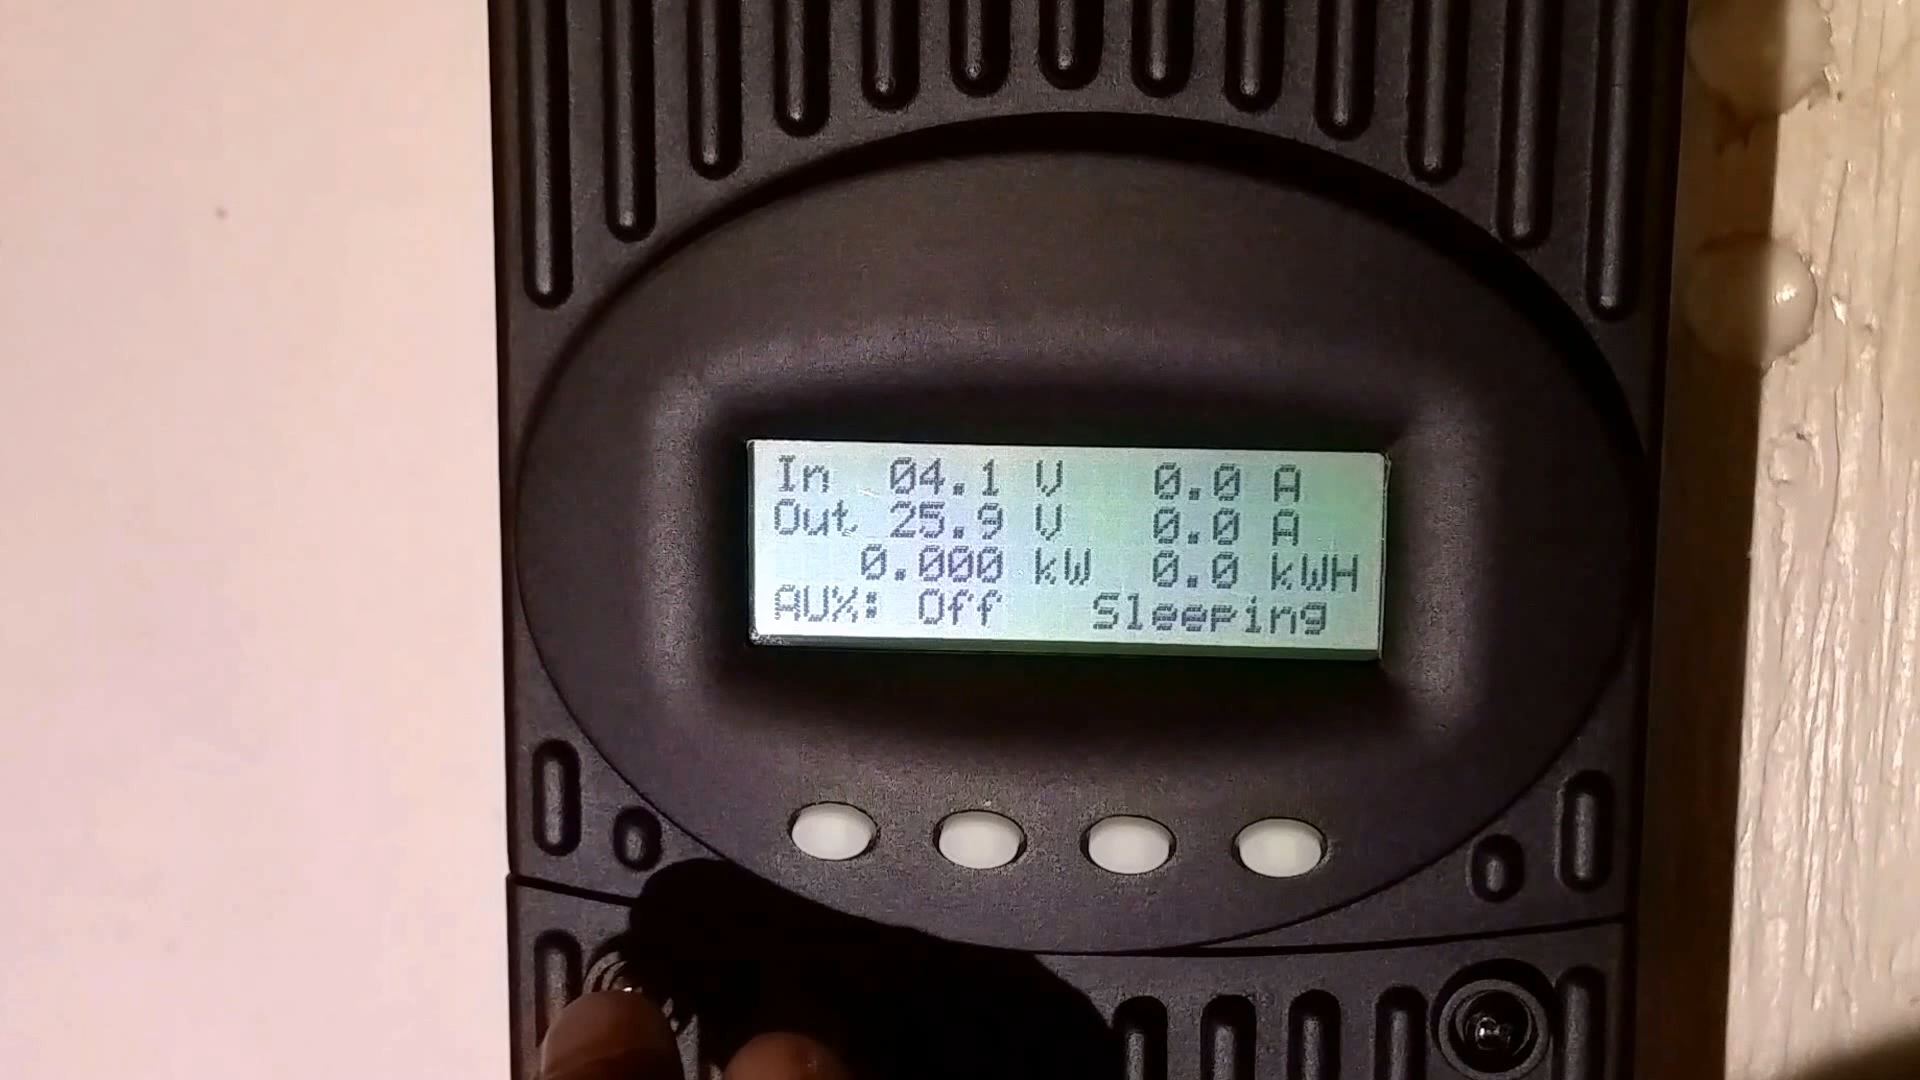 In 04.1 V 0.0 A
Out 25.9 V 0.0 A
0.000 kW 0.0 kWH
AUX: Off Sleeping